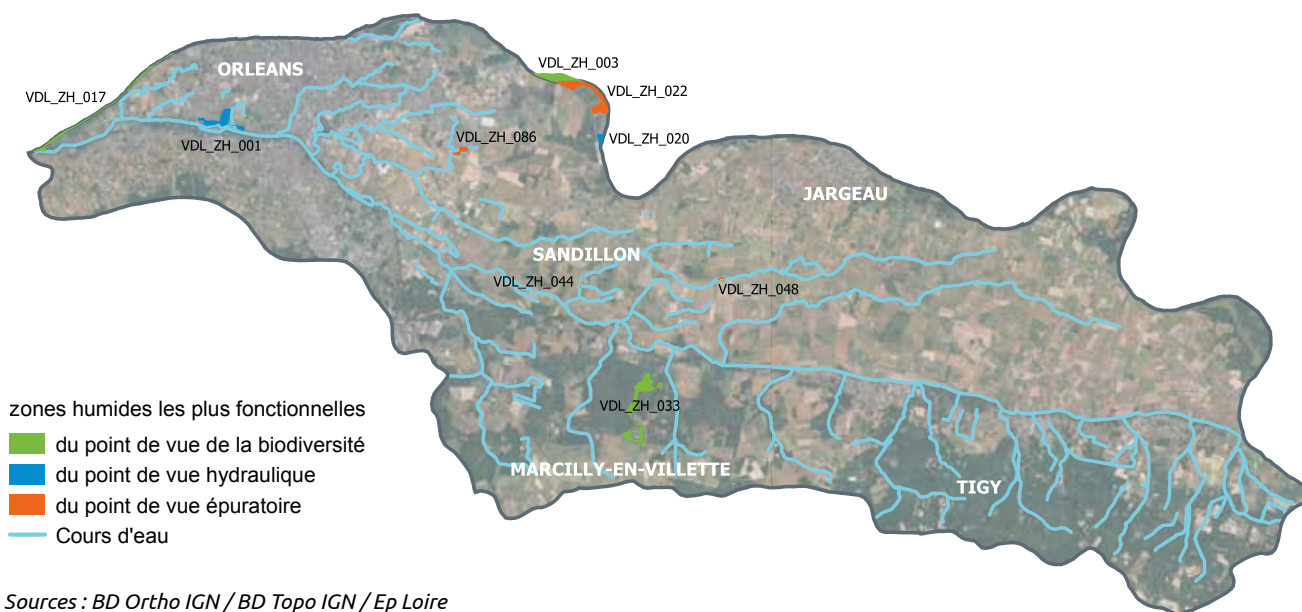 ORLEANS
VDL_ZH_003
VDL_ZH_017
VDL_ZH_022
VDL_ZH_086
VDL_ZH_020
VDL_ZH_001
JARGEAU
SANDILLON
VDL_ZH_044
VDL_ZH_048
VDL_ZH_033
MARCILLY-EN-VILLETTE
TIGY
zones humides les plus fonctionnelles
du point de vue de la biodiversité
du point de vue hydraulique
du point de vue épuratoire
Cours d'eau
Sources : BD Ortho IGN / BD Topo IGN / Ep Loire